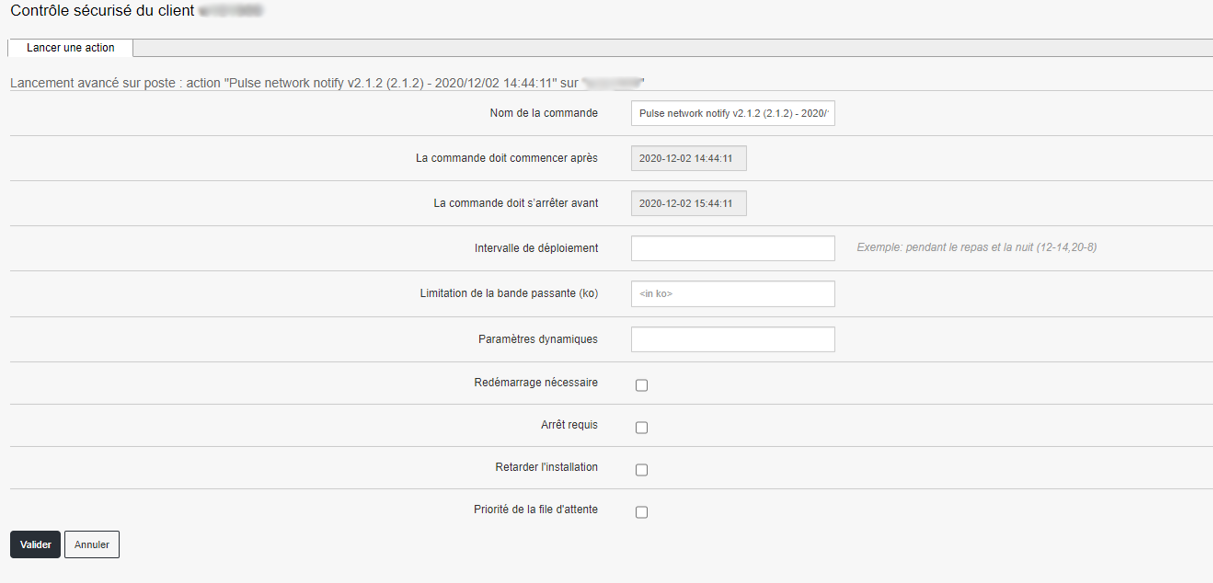 Contrôle sécurisé du client
Lancer une action
Lancement avancé sur poste : action "Pulse network notify v2.1.2 (2.1.2) - 2020/12/02 14:44:11" sur " "
Nom de la commande Pulse network notify v2.1.2 (2.1.2) - 2020/
La commande doit commencer après 2020-12-02 14:44:11
La commande doit s'arrêter avant 2020-12-02 15:44:11
Intervalle de déploiement Exemple: pendant le repas et la nuit (12-14,20-8)
Limitation de la bande passante (ko) <in ko>
Paramètres dynamiques
Redémarrage nécessaire
Arrêt requis
Retarder l'installation
Priorité de la file d'attente
Valider Annuler